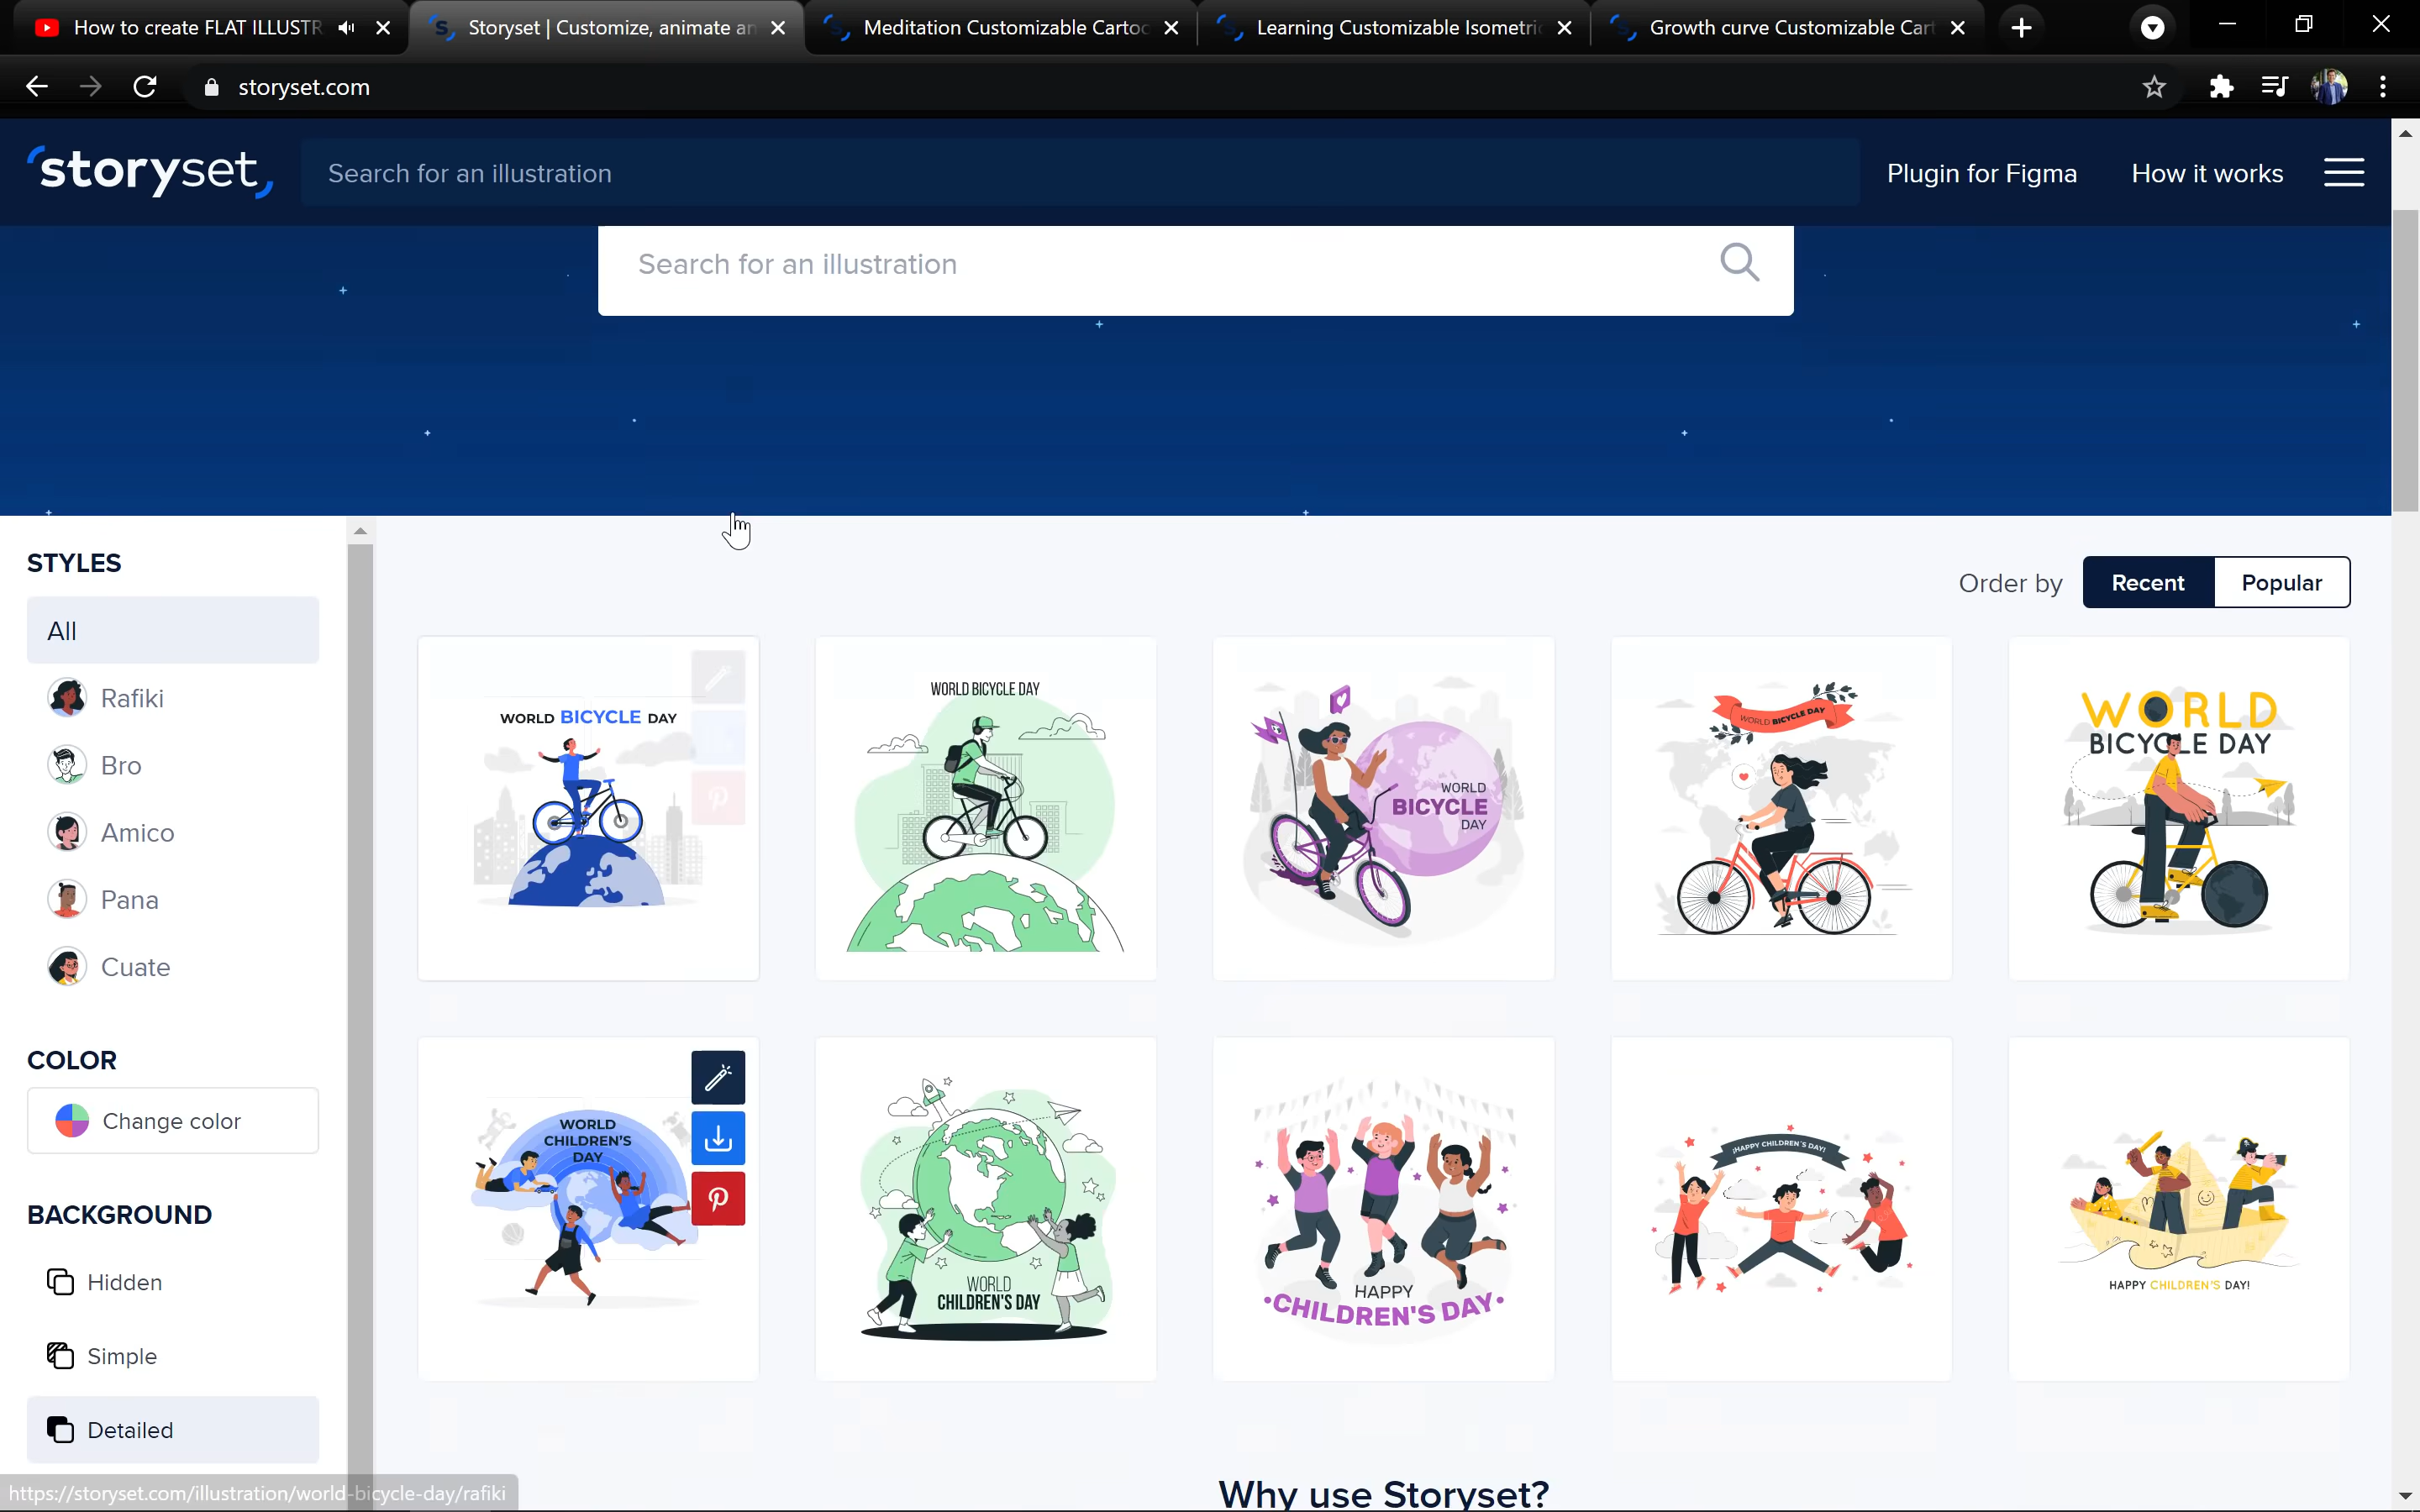 How to create FLAT ILLUSTR
Storyset | Customize, animate an
Meditation Customizable Cartoo
Learning Customizable Isometri
Growth curve Customizable Cart
storyset.com
storyset
Search for an illustration
Plugin for Figma
How it works
Search for an illustration
STYLES
All
Rafiki
Bro
Amico
Pana
Cuate
COLOR
Change color
BACKGROUND
Hidden
Simple
Detailed
Order by
Recent
Popular
WORLD BICYCLE DAY
WORLD BICYCLE DAY
WORLD
BICYCLE
DAY
WORLD BICYCLE DAY
WORLD
BICYCLE DAY
WORLD
CHILDREN'S
DAY
WORLD
CHILDREN'S DAY
HAPPY
•CHILDREN'S DAY•
¡HAPPY CHILDREN'S DAY!
HAPPY CHILDREN'S DAY!
Why use Storyset?
https://storyset.com/illustration/world-bicycle-day/rafiki